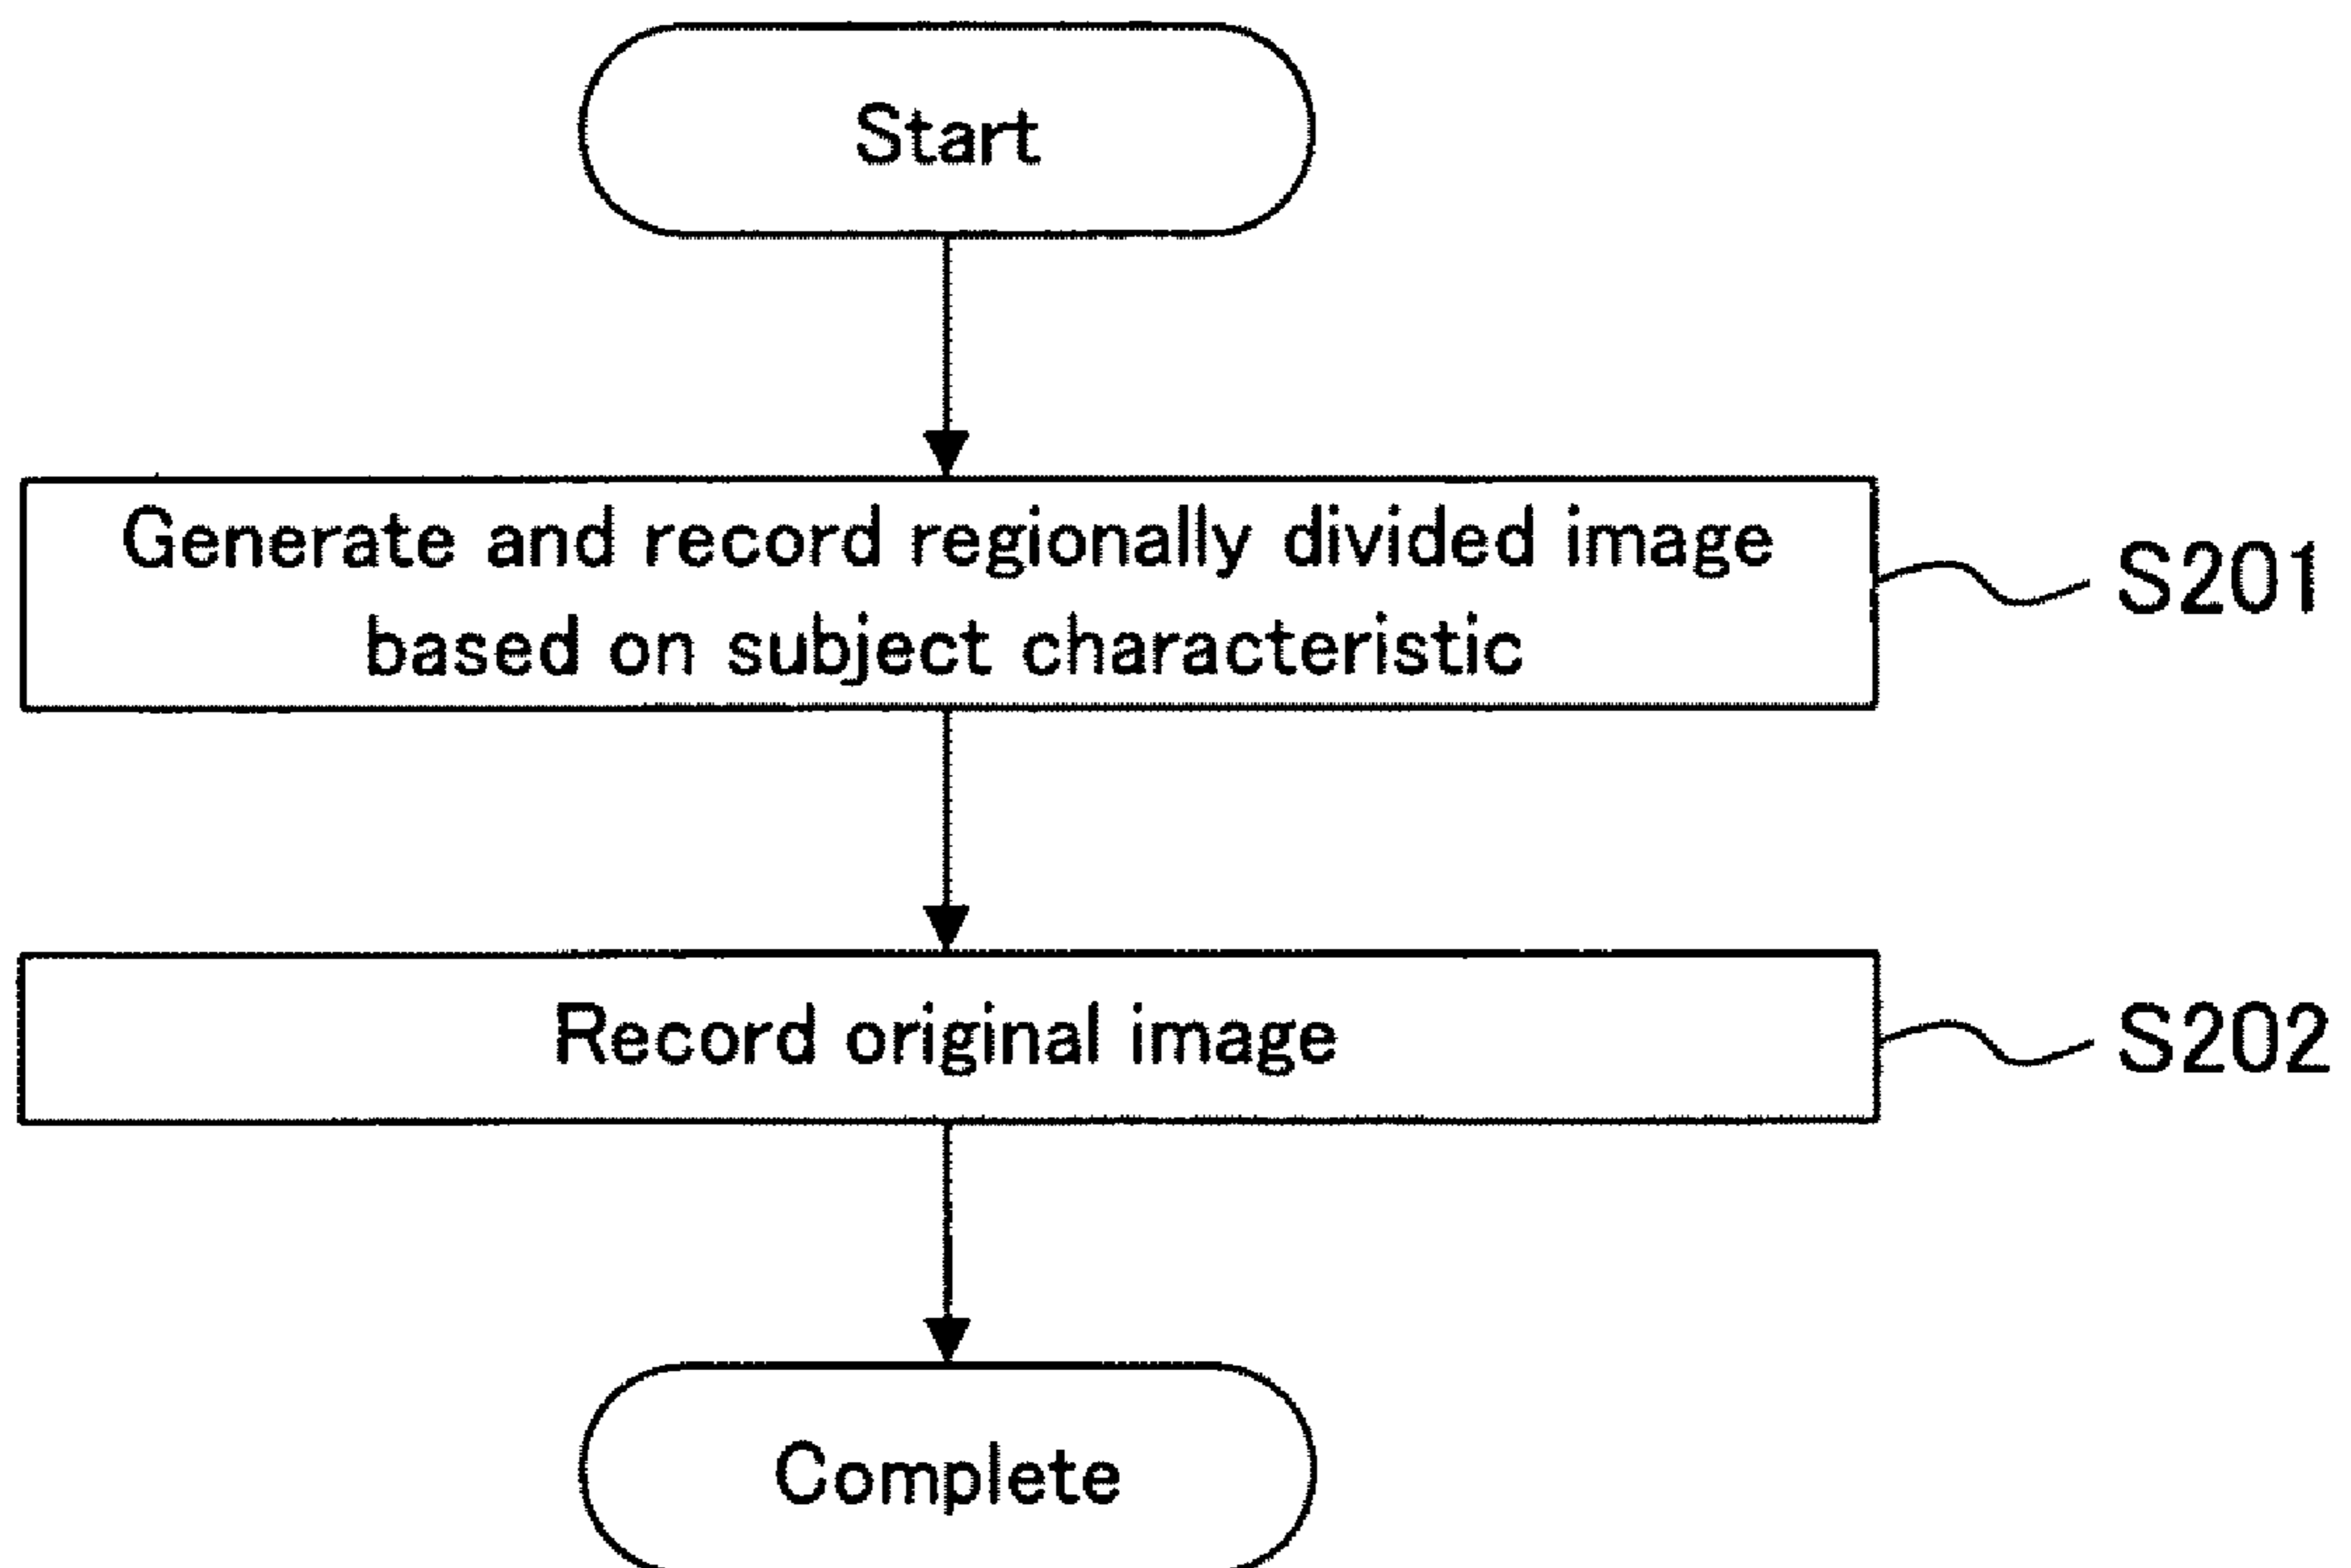 Start
Generate and record regionally divided image
based on subject characteristic
S201
Record original image
S202
Complete